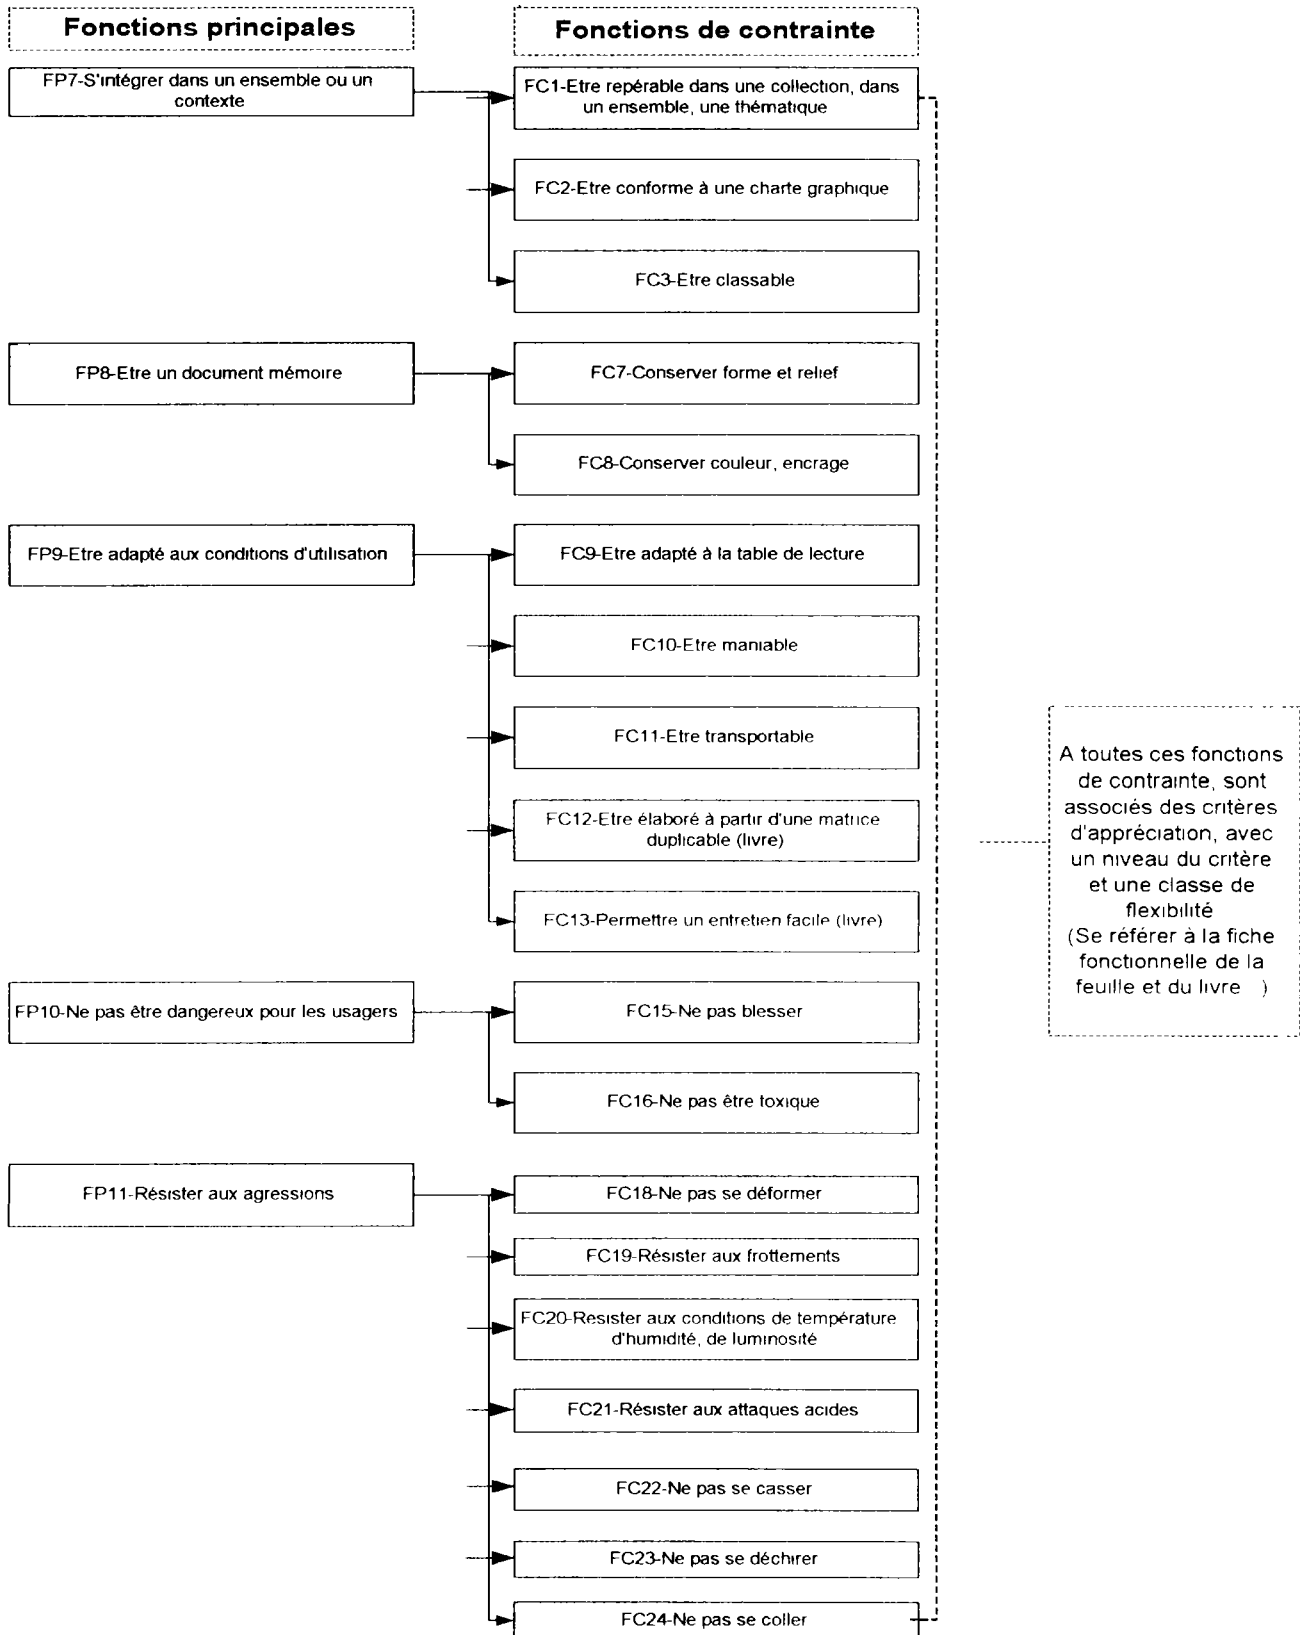 Fonctions principales
Fonctions de contrainte
FP7-S'intégrer dans un ensemble ou un
contexte
FC1-Etre repérable dans une collection, dans
un ensemble, une thématique
FC2-Etre conforme à une charte graphique
FC3-Etre classable
FP8-Etre un document mémoire
FC7-Conserver forme et relief
FC8-Conserver couleur, encrage
FP9-Etre adapté aux conditions d'utilisation
FC9-Etre adapté à la table de lecture
FC10-Etre maniable
FC11-Etre transportable
FC12-Etre élaboré à partir d'une matrice
duplicable (livre)
FC13-Permettre un entretien facile (livre)
FP10-Ne pas être dangereux pour les usagers
FC15-Ne pas blesser
FC16-Ne pas être toxique
FP11-Résister aux agressions
FC18-Ne pas se déformer
FC19-Résister aux frottements
FC20-Resister aux conditions de température
d'humidité, de luminosité
FC21-Résister aux attaques acides
FC22-Ne pas se casser
FC23-Ne pas se déchirer
FC24-Ne pas se coller
A toutes ces fonctions
de contrainte, sont
associés des critères
d'appréciation, avec
un niveau du critère
et une classe de
flexibilité
(Se référer à la fiche
fonctionnelle de la
feuille et du livre )